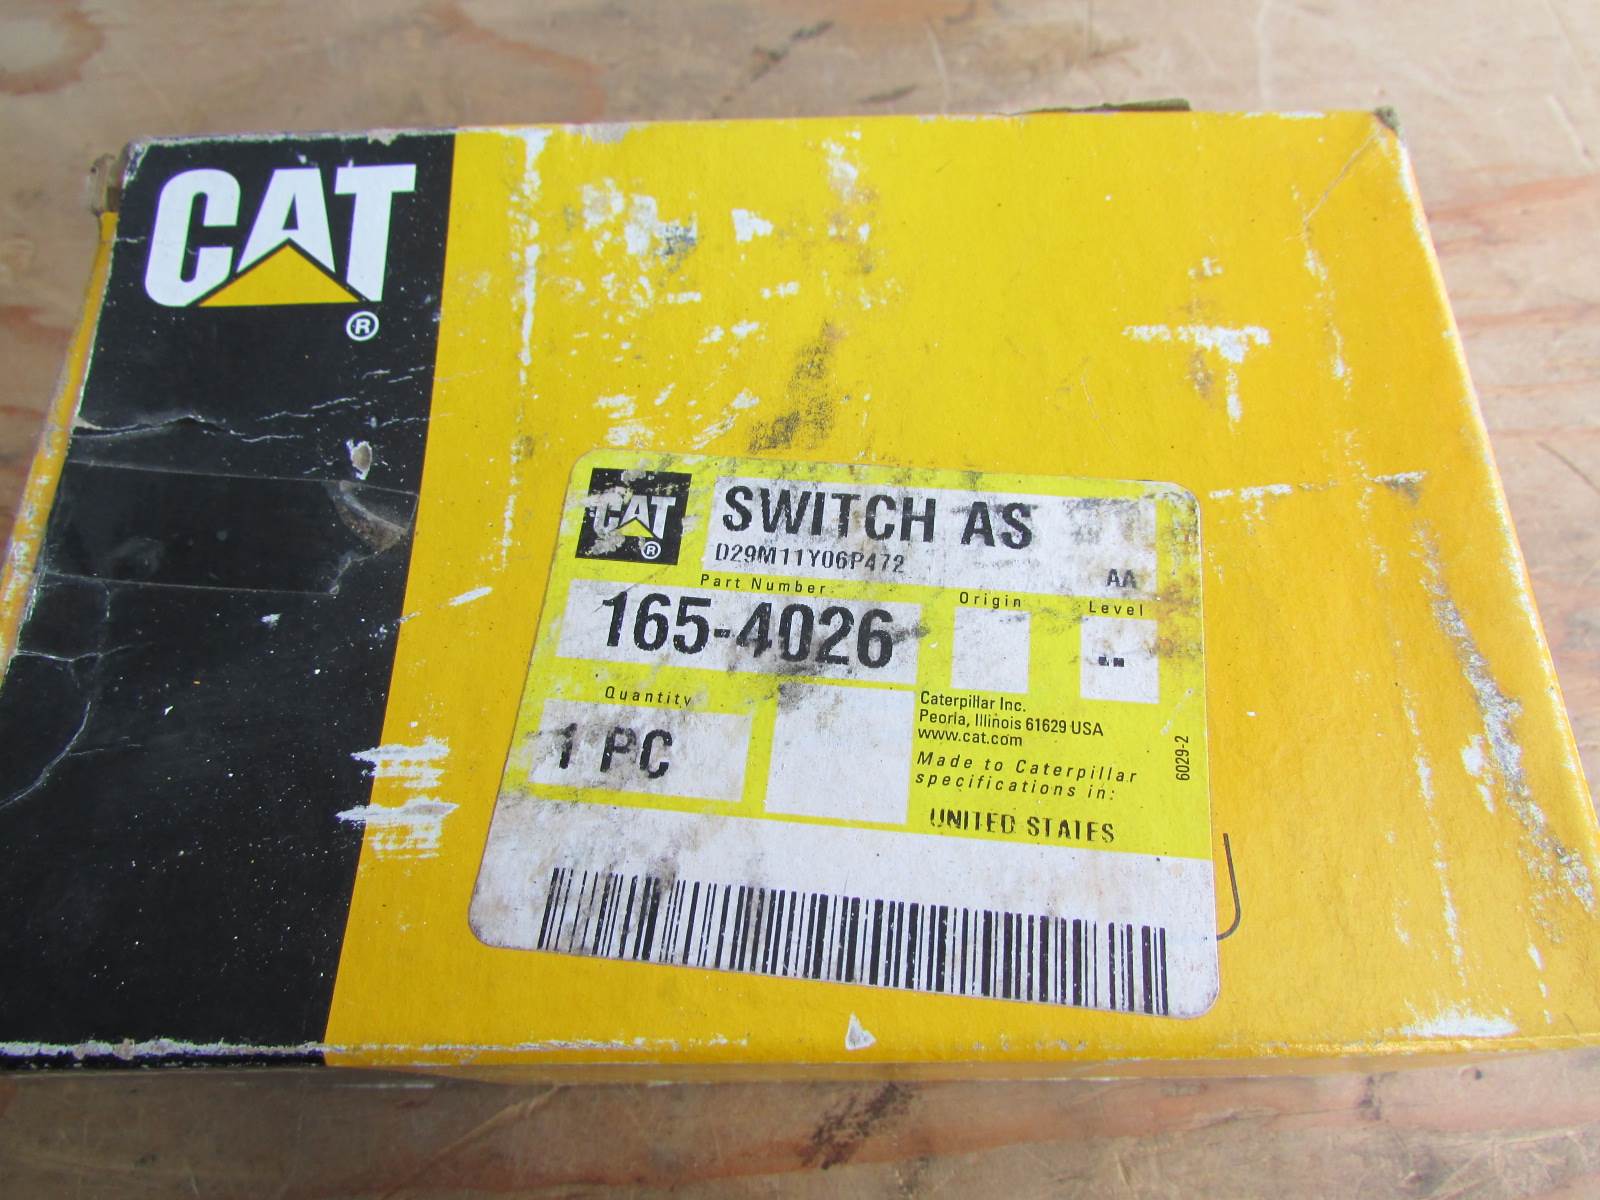 CAT
®
CAT
®
SWITCH AS
D29M11Y06P472
AA
Part Number
Origin
Level
165-4026
--
Quantity
1 PC
Caterpillar Inc.
Peoria, Illinois 61629 USA
www.cat.com
Made to Caterpillar
specifications in:
UNITED STATES
6029-2